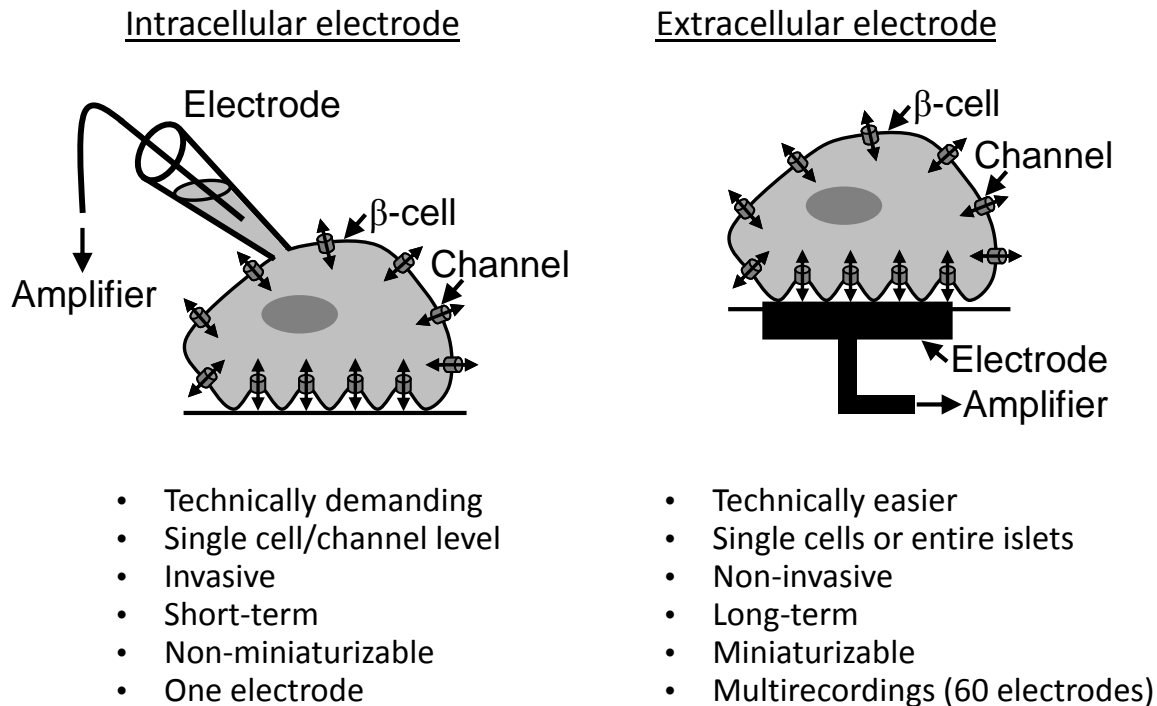 Intracellular electrode
Electrode
β-cell
Channel
Amplifier
• Technically demanding
• Single cell/channel level
• Invasive
• Short-term
• Non-miniaturizable
• One electrode
Extracellular electrode
β-cell
Channel
Electrode
Amplifier
• Technically easier
• Single cells or entire islets
• Non-invasive
• Long-term
• Miniaturizable
• Multirecordings (60 electrodes)